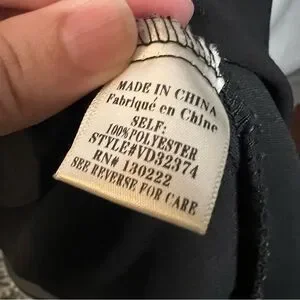 MADE IN CHINA
Fabriqué en Chine
SELF:
100%POLYESTER
STYLE#VD32374
RN# 130222
SEE REVERSE FOR CARE